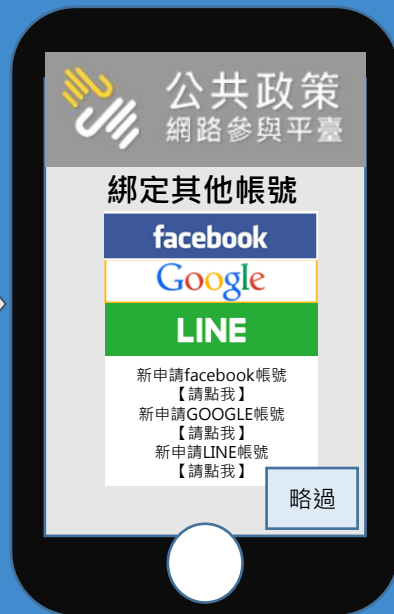 公共政策
網路參與平臺
綁定其他帳號
facebook
Google
LINE
新申請facebook帳號
【請點我】
新申請GOOGLE帳號
【請點我】
新申請LINE帳號
【請點我】
略過